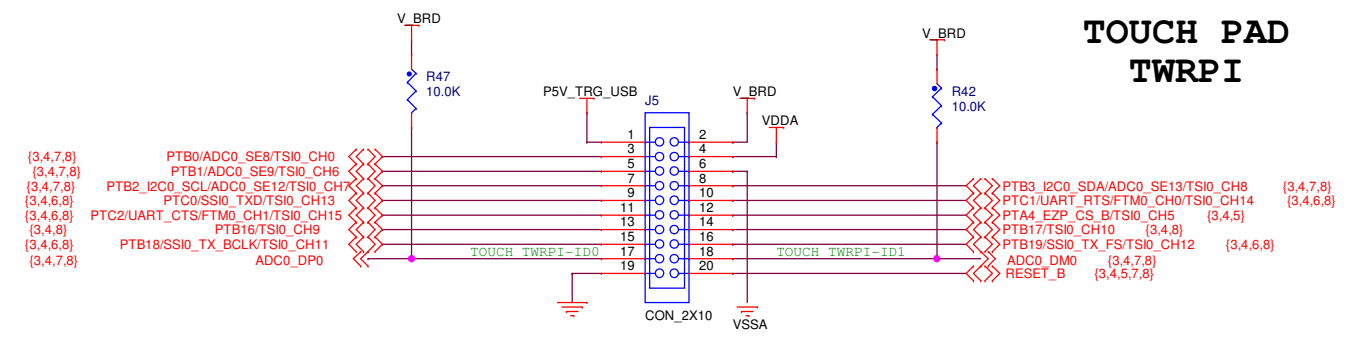 TOUCH PAD
TWRPI
V_BRD
R47
10.0K
P5V_TRG_USB
J5
V_BRD
VDDA
V_BRD
R42
10.0K
1 2
{3,4,7,8} PTB0/ADC0_SE8/TSI0_CH0 3 4
{3,4,7,8} PTB1/ADC0_SE9/TSI0_CH6 5 6
{3,4,7,8} PTB2_I2C0_SCL/ADC0_SE12/TSI0_CH7 7 8 PTB3_I2C0_SDA/ADC0_SE13/TSI0_CH8 {3,4,7,8}
{3,4,6,8} PTC0/SSI0_TXD/TSI0_CH13 9 10 PTC1/UART_RTS/FTM0_CH0/TSI0_CH14 {3,4,6,8}
{3,4,6,8} PTC2/UART_CTS/FTM0_CH1/TSI0_CH15 11 12 PTA4_EZP_CS_B/TSI0_CH5 {3,4,5}
{3,4,8} PTB16/TSI0_CH9 13 14 PTB17/TSI0_CH10 {3,4,8}
{3,4,6,8} PTB18/SSI0_TX_BCLK/TSI0_CH11 15 16 PTB19/SSI0_TX_FS/TSI0_CH12 {3,4,6,8}
{3,4,7,8} ADC0_DP0 TOUCH TWRPI-ID0 17 18 TOUCH TWRPI-ID1 ADC0_DM0 {3,4,7,8}
19 20 RESET_B {3,4,5,7,8}
CON_2X10
VSSA